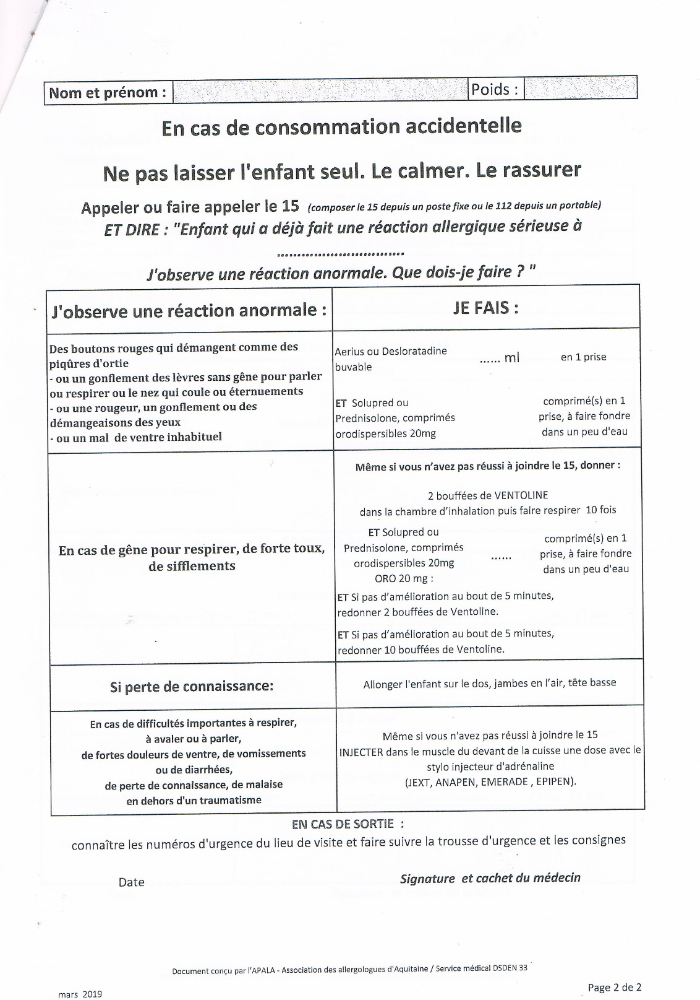 Nom et prénom :
Poids :
En cas de consommation accidentelle
Ne pas laisser l'enfant seul. Le calmer. Le rassurer
Appeler ou faire appeler le 15 (composer le 15 depuis un poste fixe ou le 112 depuis un portable)
ET DIRE : "Enfant qui a déjà fait une réaction allergique sérieuse à
...............................
J'observe une réaction anormale. Que dois-je faire ? "
J'observe une réaction anormale :
JE FAIS :
Des boutons rouges qui démangent comme des
piqûres d'ortie
- ou un gonflement des lèvres sans gêne pour parler
ou respirer ou le nez qui coule ou éternuements
- ou une rougeur, un gonflement ou des
démangeaisons des yeux
- ou un mal de ventre inhabituel
Aerius ou Desloratadine
buvable
...... ml
en 1 prise
ET Solupred ou
Prednisolone, comprimés
orodispersibles 20mg
comprimé(s) en 1
prise, à faire fondre
dans un peu d'eau
En cas de gêne pour respirer, de forte toux,
de sifflements
Même si vous n'avez pas réussi à joindre le 15, donner :
2 bouffées de VENTOLINE
dans la chambre d'inhalation puis faire respirer 10 fois
ET Solupred ou
Prednisolone, comprimés
orodispersibles 20mg
ORO 20 mg :
......
comprimé(s) en 1
prise, à faire fondre
dans un peu d'eau
ET Si pas d'amélioration au bout de 5 minutes,
redonner 2 bouffées de Ventoline.
ET Si pas d'amélioration au bout de 5 minutes,
redonner 10 bouffées de Ventoline.
Si perte de connaissance:
Allonger l'enfant sur le dos, jambes en l'air, tête basse
En cas de difficultés importantes à respirer,
à avaler ou à parler,
de fortes douleurs de ventre, de vomissements
ou de diarrhées,
de perte de connaissance, de malaise
en dehors d'un traumatisme
Même si vous n'avez pas réussi à joindre le 15
INJECTER dans le muscle du devant de la cuisse une dose avec le
stylo injecteur d'adrénaline
(JEXT, ANAPEN, EMERADE , EPIPEN).
EN CAS DE SORTIE :
connaître les numéros d'urgence du lieu de visite et faire suivre la trousse d'urgence et les consignes
Date
Signature et cachet du médecin
Document conçu par l'APALA - Association des allergologues d'Aquitaine / Service médical DSDEN 33
mars 2019
Page 2 de 2